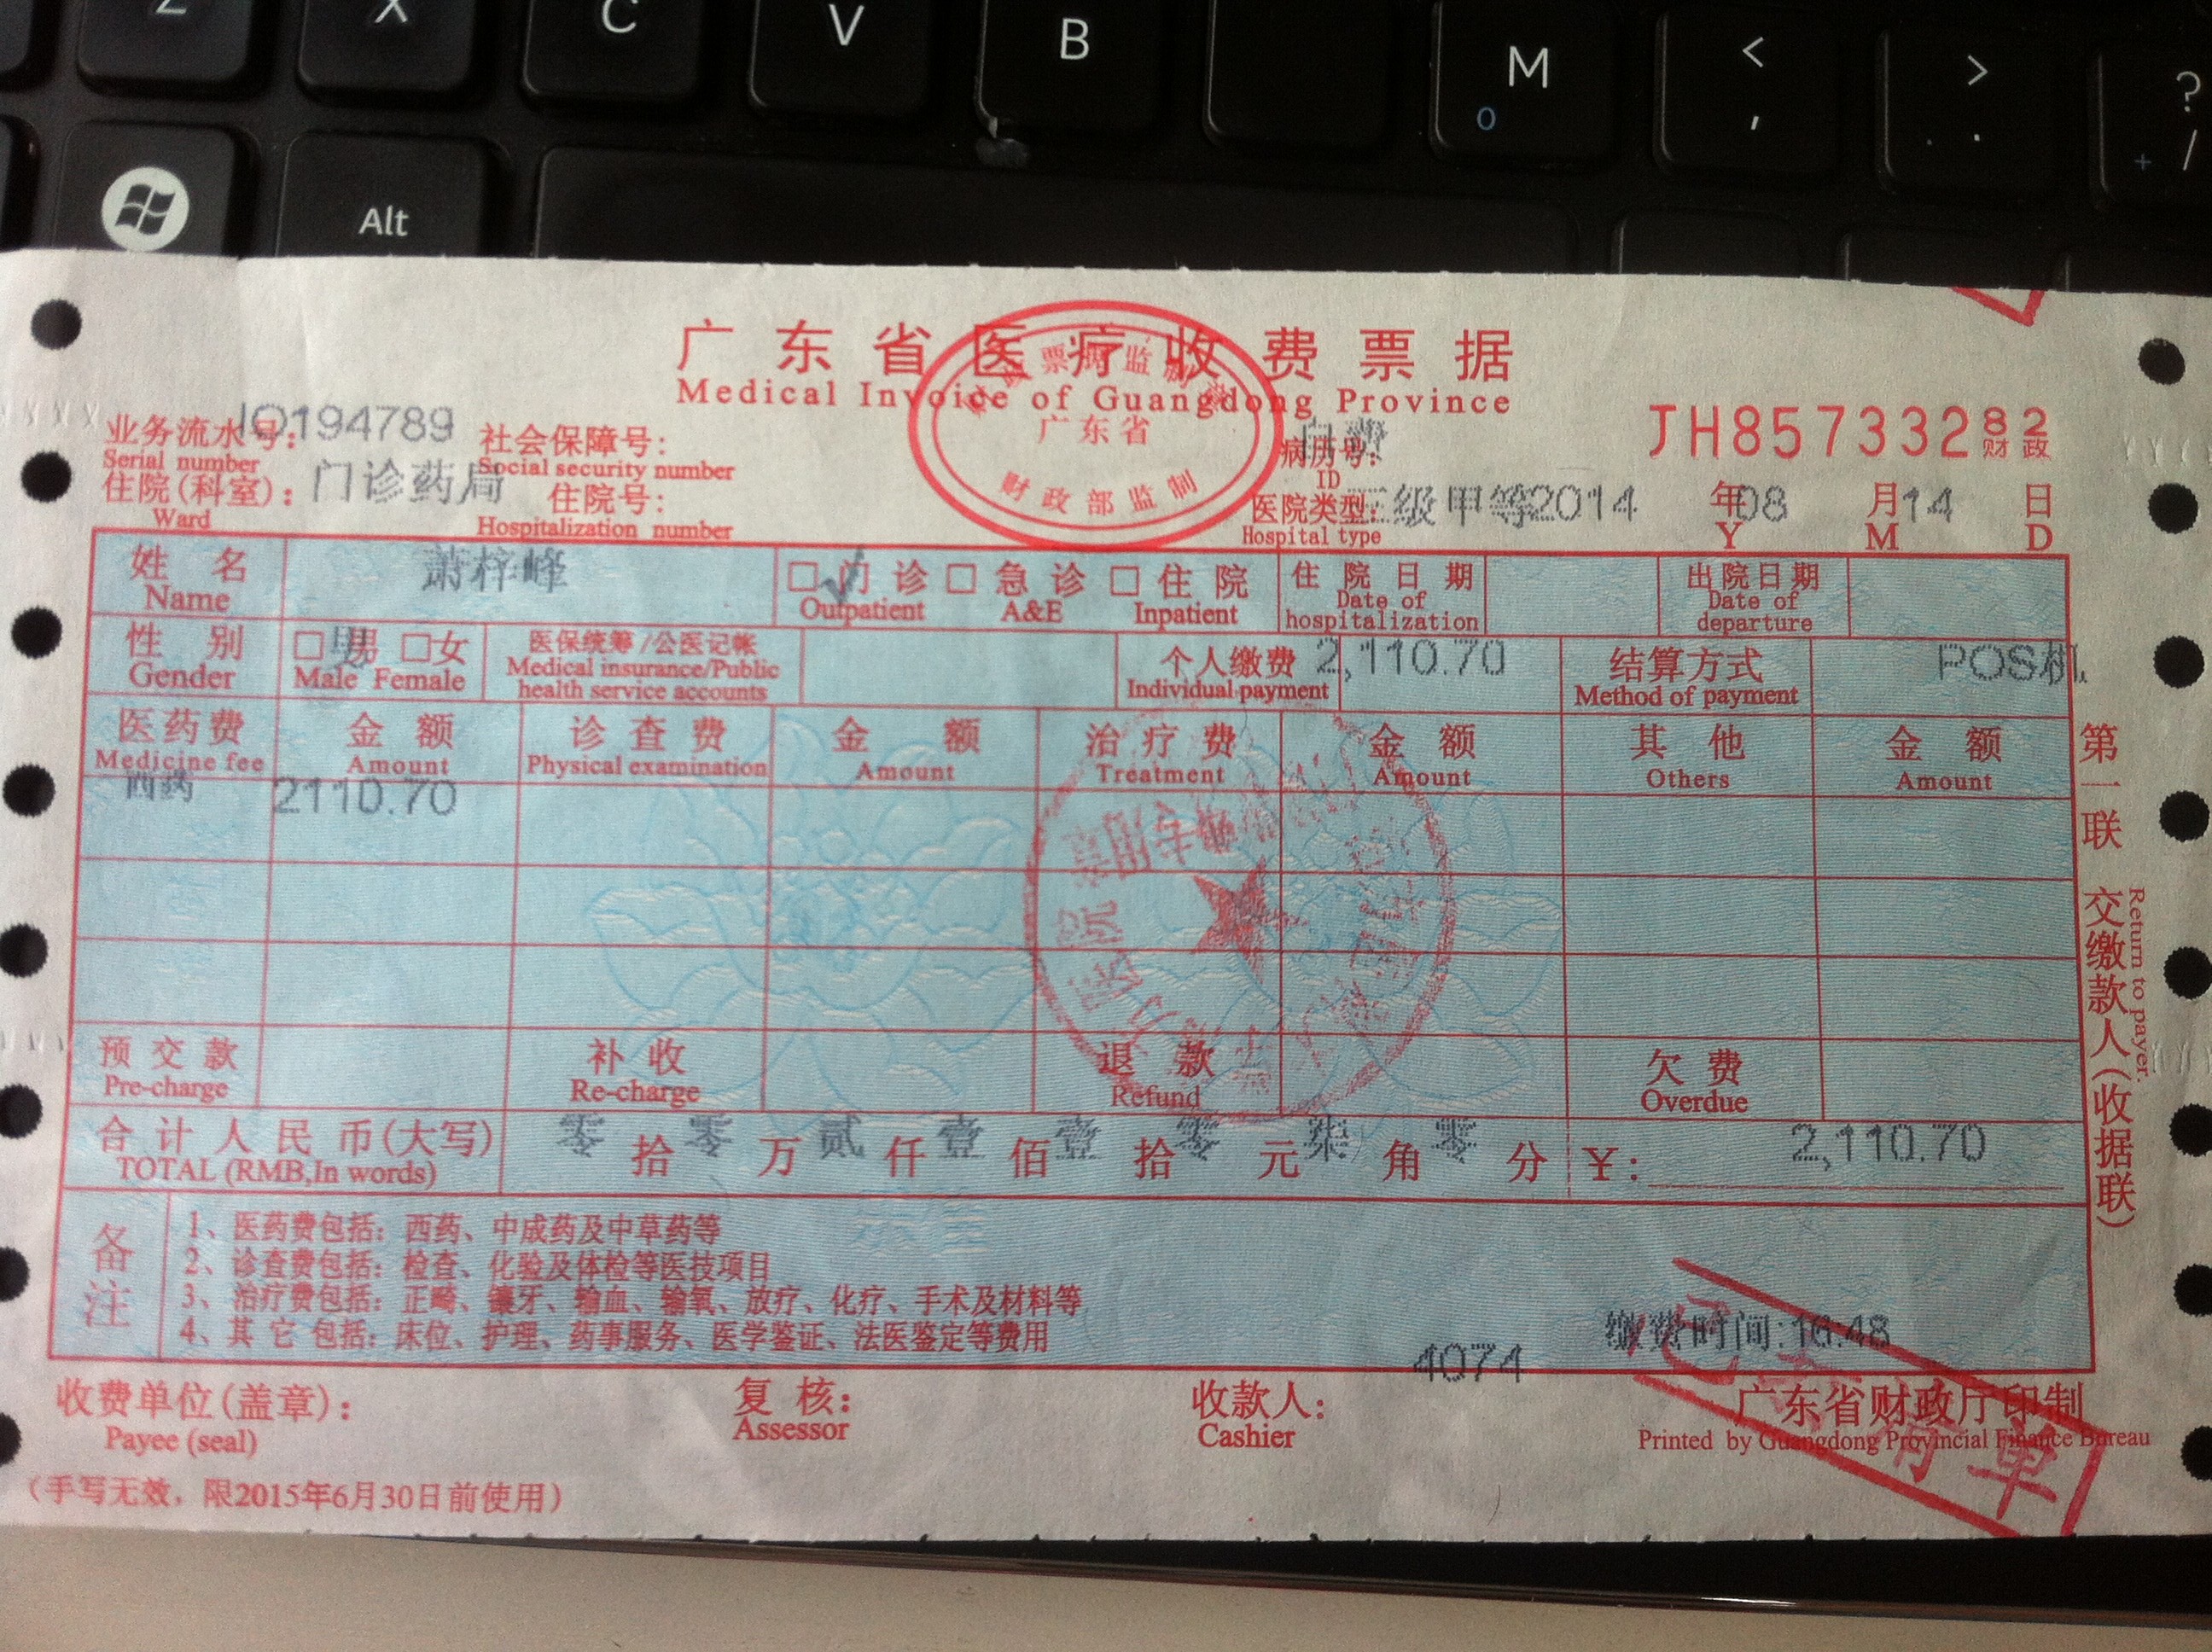 Z X C V B M < >  ?
O , . + /
Alt
广东省医疗收费票据
Medical Invoice of Guangdong Province
票据监制
广东省
财政部监制
JH85733282
财政
业务流水号: 194789 社会保障号: 病历号: 自费
Serial number Social security number ID
住院(科室): 门诊药局 住院号: 医院类型: 三级甲等 2014 年 08 月 14 日
Ward Hospitalization number Hospital type Y M D
姓名 萧梓峰 □门诊 □急诊 □住院 住院日期 出院日期
Name Outpatient A&E Inpatient Date of hospitalization Date of departure
性别 □男 □女 医保统筹/公医记帐 个人缴费 2,110.70 结算方式 POS机
Gender Male Female Medical insurance/Public health service accounts Individual payment Method of payment
医药费 金额 诊查费 金额 治疗费 金额 其他 金额
Medicine fee Amount Physical examination Amount Treatment Amount Others Amount
西药 2110.70
预交款 补收 退款 欠费
Pre-charge Re-charge Refund Overdue
合计人民币(大写) 零拾零万贰仟壹佰壹拾零元柒角零分 ¥: 2,110.70
TOTAL (RMB,In words)
备注
1、医药费包括: 西药、中成药及中草药等
2、诊查费包括: 检查、化验及体检等医技项目
3、治疗费包括: 正畸、镶牙、输血、输氧、放疗、化疗、手术及材料等
4、其它包括: 床位、护理、药事服务、医学鉴证、法医鉴定等费用
缴费时间:16:48
4074
收费单位(盖章): 复核: 收款人: 广东省财政厅印制
Payee (seal) Assessor Cashier Printed by Guangdong Provincial Finance Bureau
(手写无效, 限2015年6月30日前使用)
第一联 交缴款人(收据联)
Return to payer.